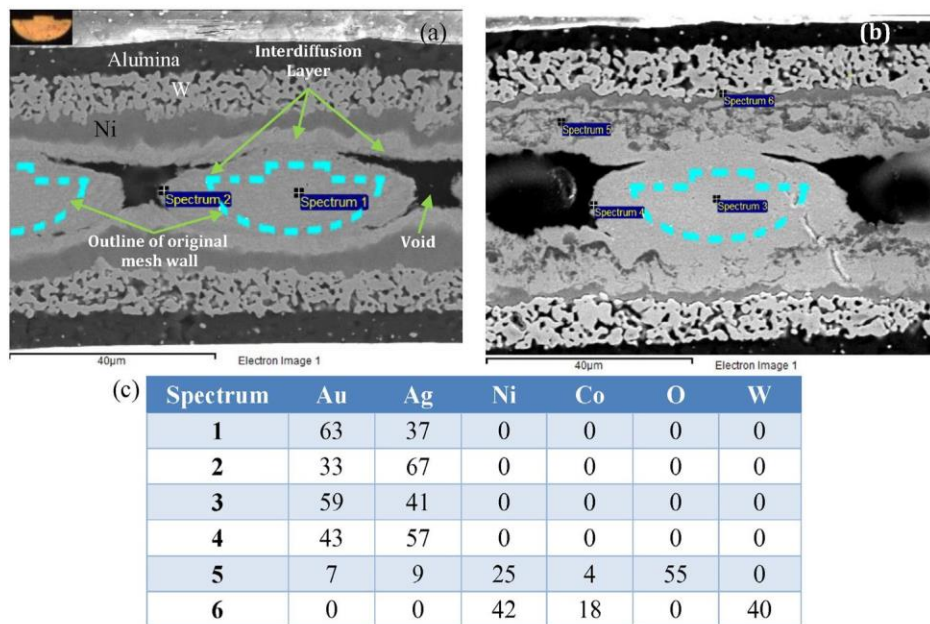 (a)
Alumina
Interdiffusion
Layer
W
Ni
Spectrum 2
Spectrum 1
Outline of original
mesh wall
Void
40µm
Electron Image 1
(b)
Spectrum 6
Spectrum 5
Spectrum 3
Spectrum 4
40µm
Electron Image 1
(c)
Spectrum Au Ag Ni Co O W
1 63 37 0 0 0 0
2 33 67 0 0 0 0
3 59 41 0 0 0 0
4 43 57 0 0 0 0
5 7 9 25 4 55 0
6 0 0 42 18 0 40